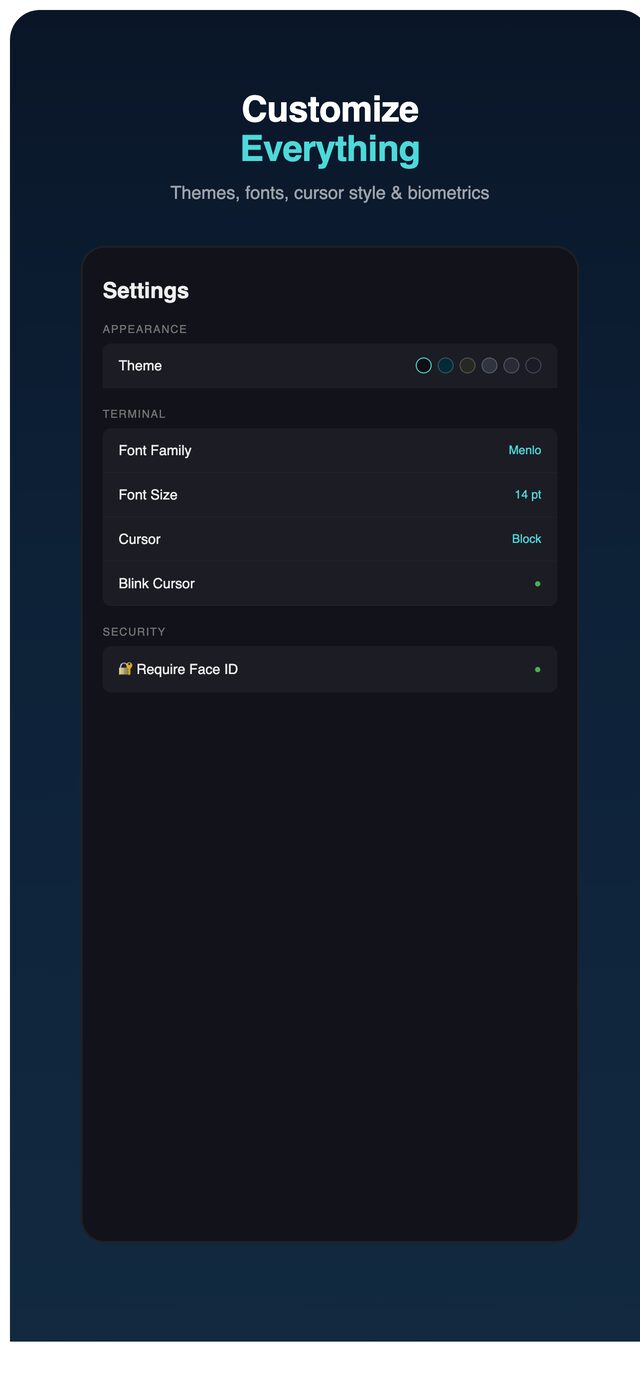 Customize
Everything
Themes, fonts, cursor style & biometrics
Settings
APPEARANCE
Theme
TERMINAL
Font Family Menlo
Font Size 14 pt
Cursor Block
Blink Cursor
SECURITY
🔐 Require Face ID